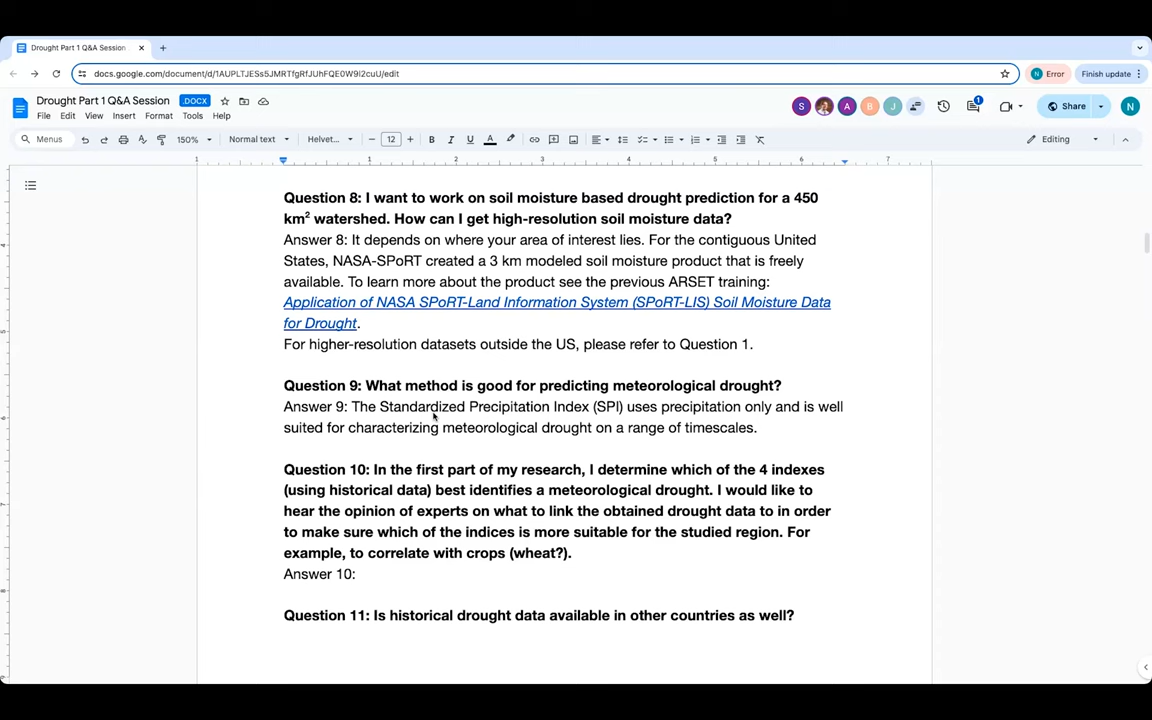 Drought Part 1 Q&A Session
docs.google.com/document/d/1AUPLTJESs5JMRTfgRfJUhFQE0W9I2cuU/edit
N Error
Finish update
Drought Part 1 Q&A Session .DOCX
File Edit View Insert Format Tools Help
S A B J
1
Share
N
Menus
150%
Normal text
Helvet...
12
B I U A
Editing
1 1 2 3 4 5 6 7
Question 8: I want to work on soil moisture based drought prediction for a 450
km² watershed. How can I get high-resolution soil moisture data?
Answer 8: It depends on where your area of interest lies. For the contiguous United
States, NASA-SPoRT created a 3 km modeled soil moisture product that is freely
available. To learn more about the product see the previous ARSET training:
Application of NASA SPoRT-Land Information System (SPoRT-LIS) Soil Moisture Data
for Drought.
For higher-resolution datasets outside the US, please refer to Question 1.
Question 9: What method is good for predicting meteorological drought?
Answer 9: The Standardized Precipitation Index (SPI) uses precipitation only and is well
suited for characterizing meteorological drought on a range of timescales.
Question 10: In the first part of my research, I determine which of the 4 indexes
(using historical data) best identifies a meteorological drought. I would like to
hear the opinion of experts on what to link the obtained drought data to in order
to make sure which of the indices is more suitable for the studied region. For
example, to correlate with crops (wheat?).
Answer 10:
Question 11: Is historical drought data available in other countries as well?